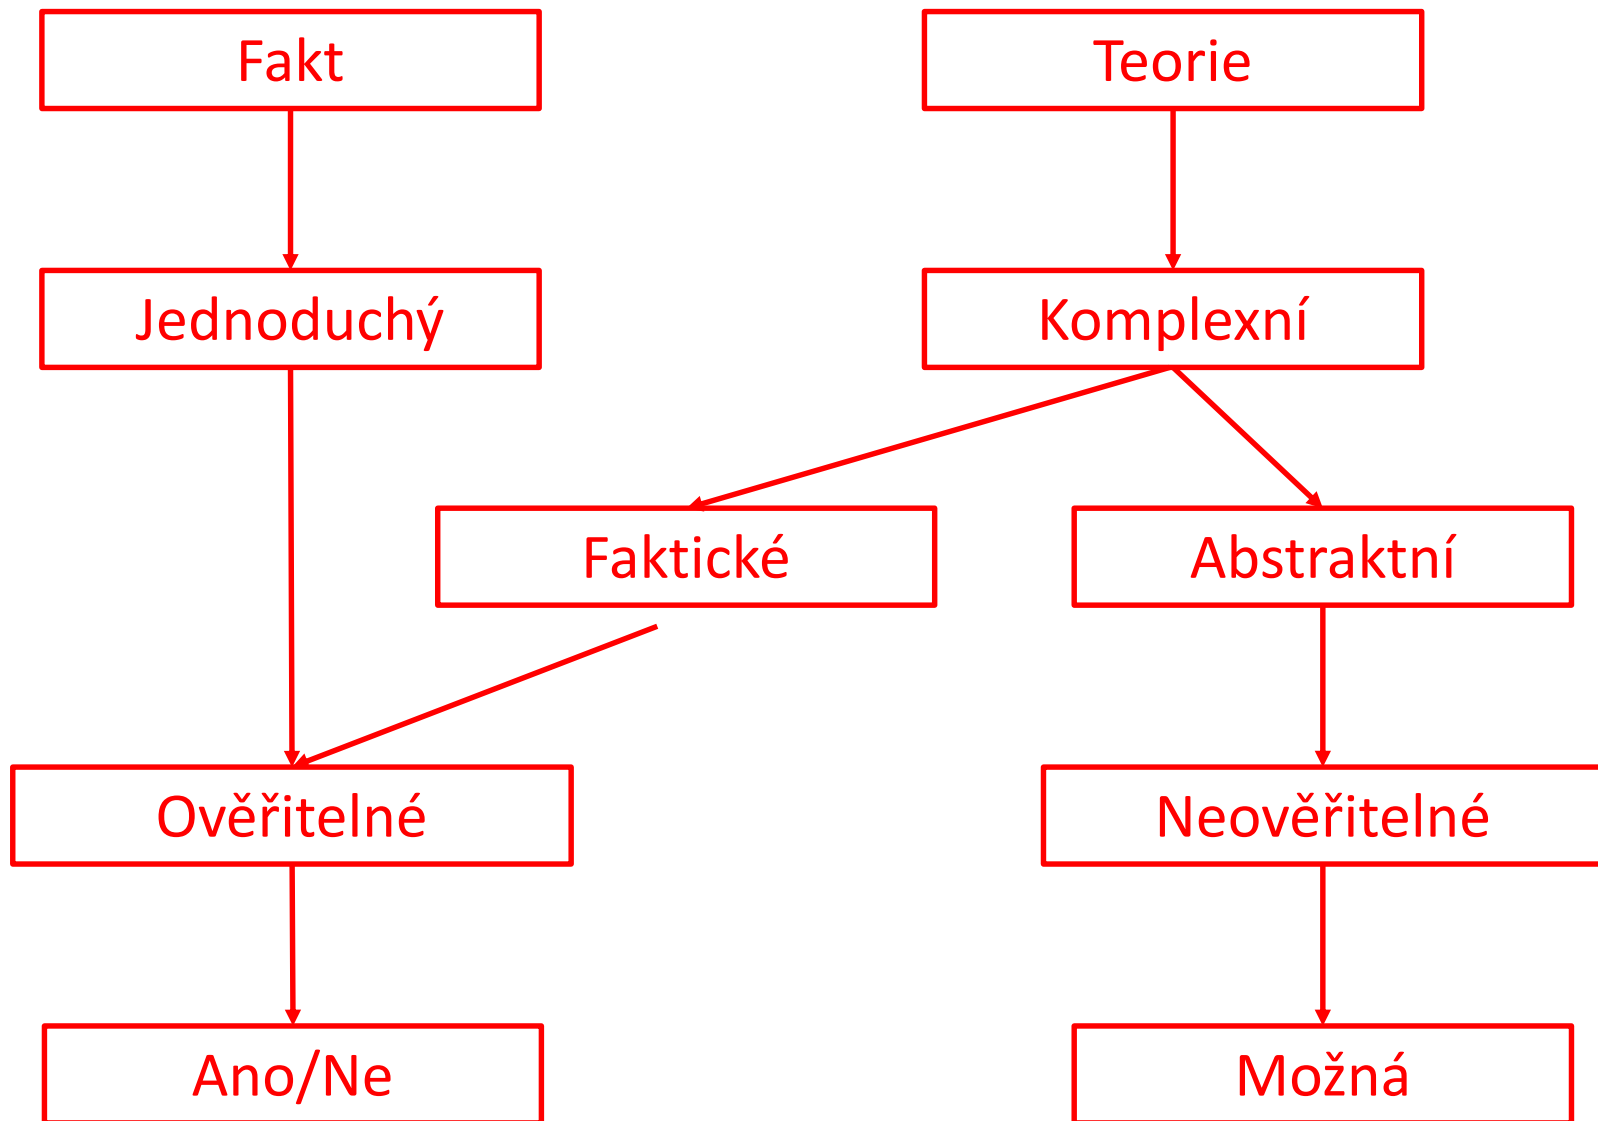 Fakt
Teorie
Jednoduchý
Komplexní
Faktické
Abstraktní
Ověřitelné
Neověřitelné
Ano/Ne
Možná